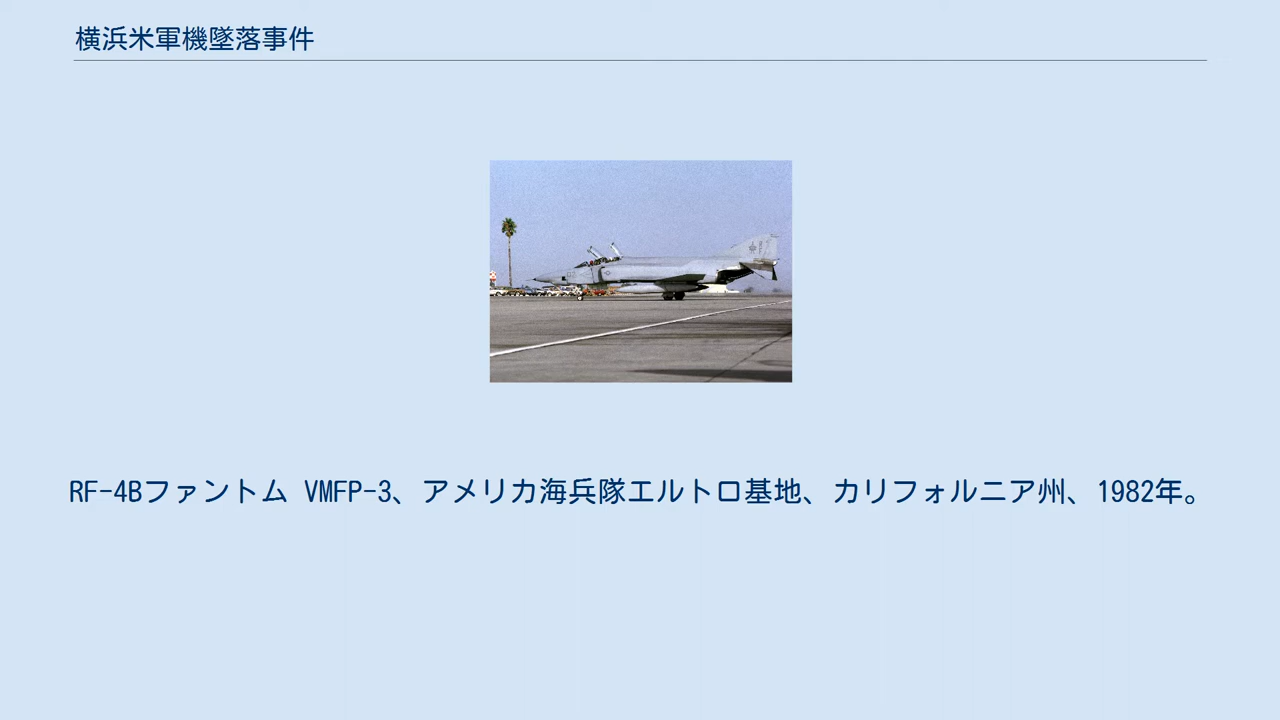 横浜米軍機墜落事件
RF-4Bファントム VMFP-3、アメリカ海兵隊エルトロ基地、カリフォルニア州、1982年。